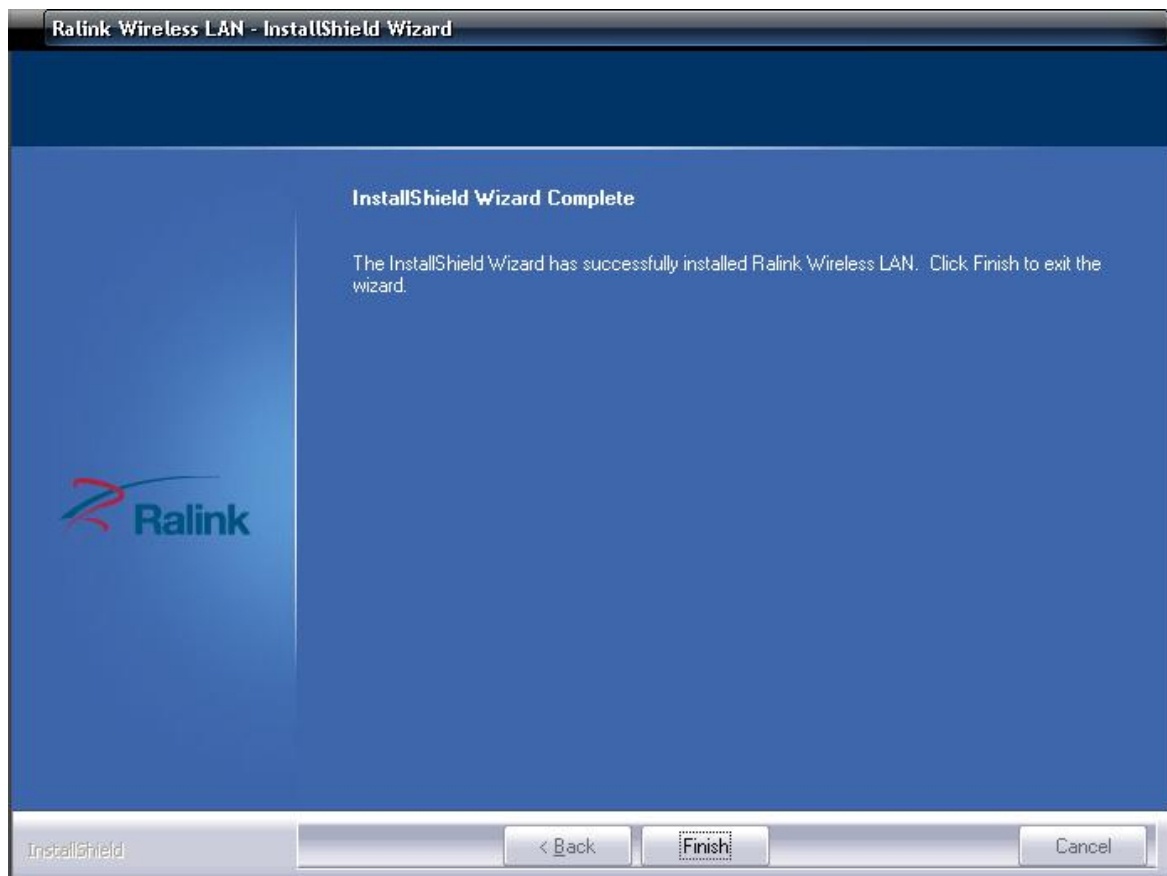 Ralink Wireless LAN - InstallShield Wizard
InstallShield Wizard Complete
The InstallShield Wizard has successfully installed Ralink Wireless LAN. Click Finish to exit the
wizard.
Ralink
InstallShield
< Back
Finish
Cancel